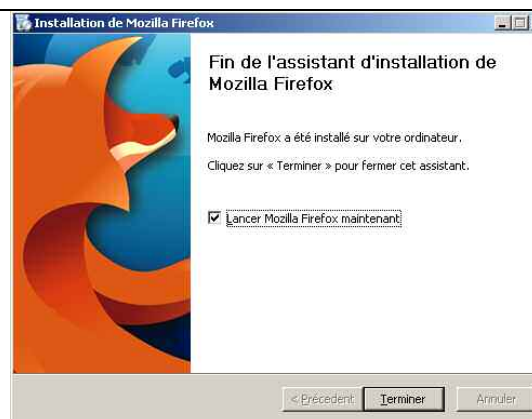 Installation de Mozilla Firefox
Fin de l'assistant d'installation de
Mozilla Firefox
Mozilla Firefox a été installé sur votre ordinateur.
Cliquez sur « Terminer » pour fermer cet assistant.
Lancer Mozilla Firefox maintenant
< Précédent
Terminer
Annuler